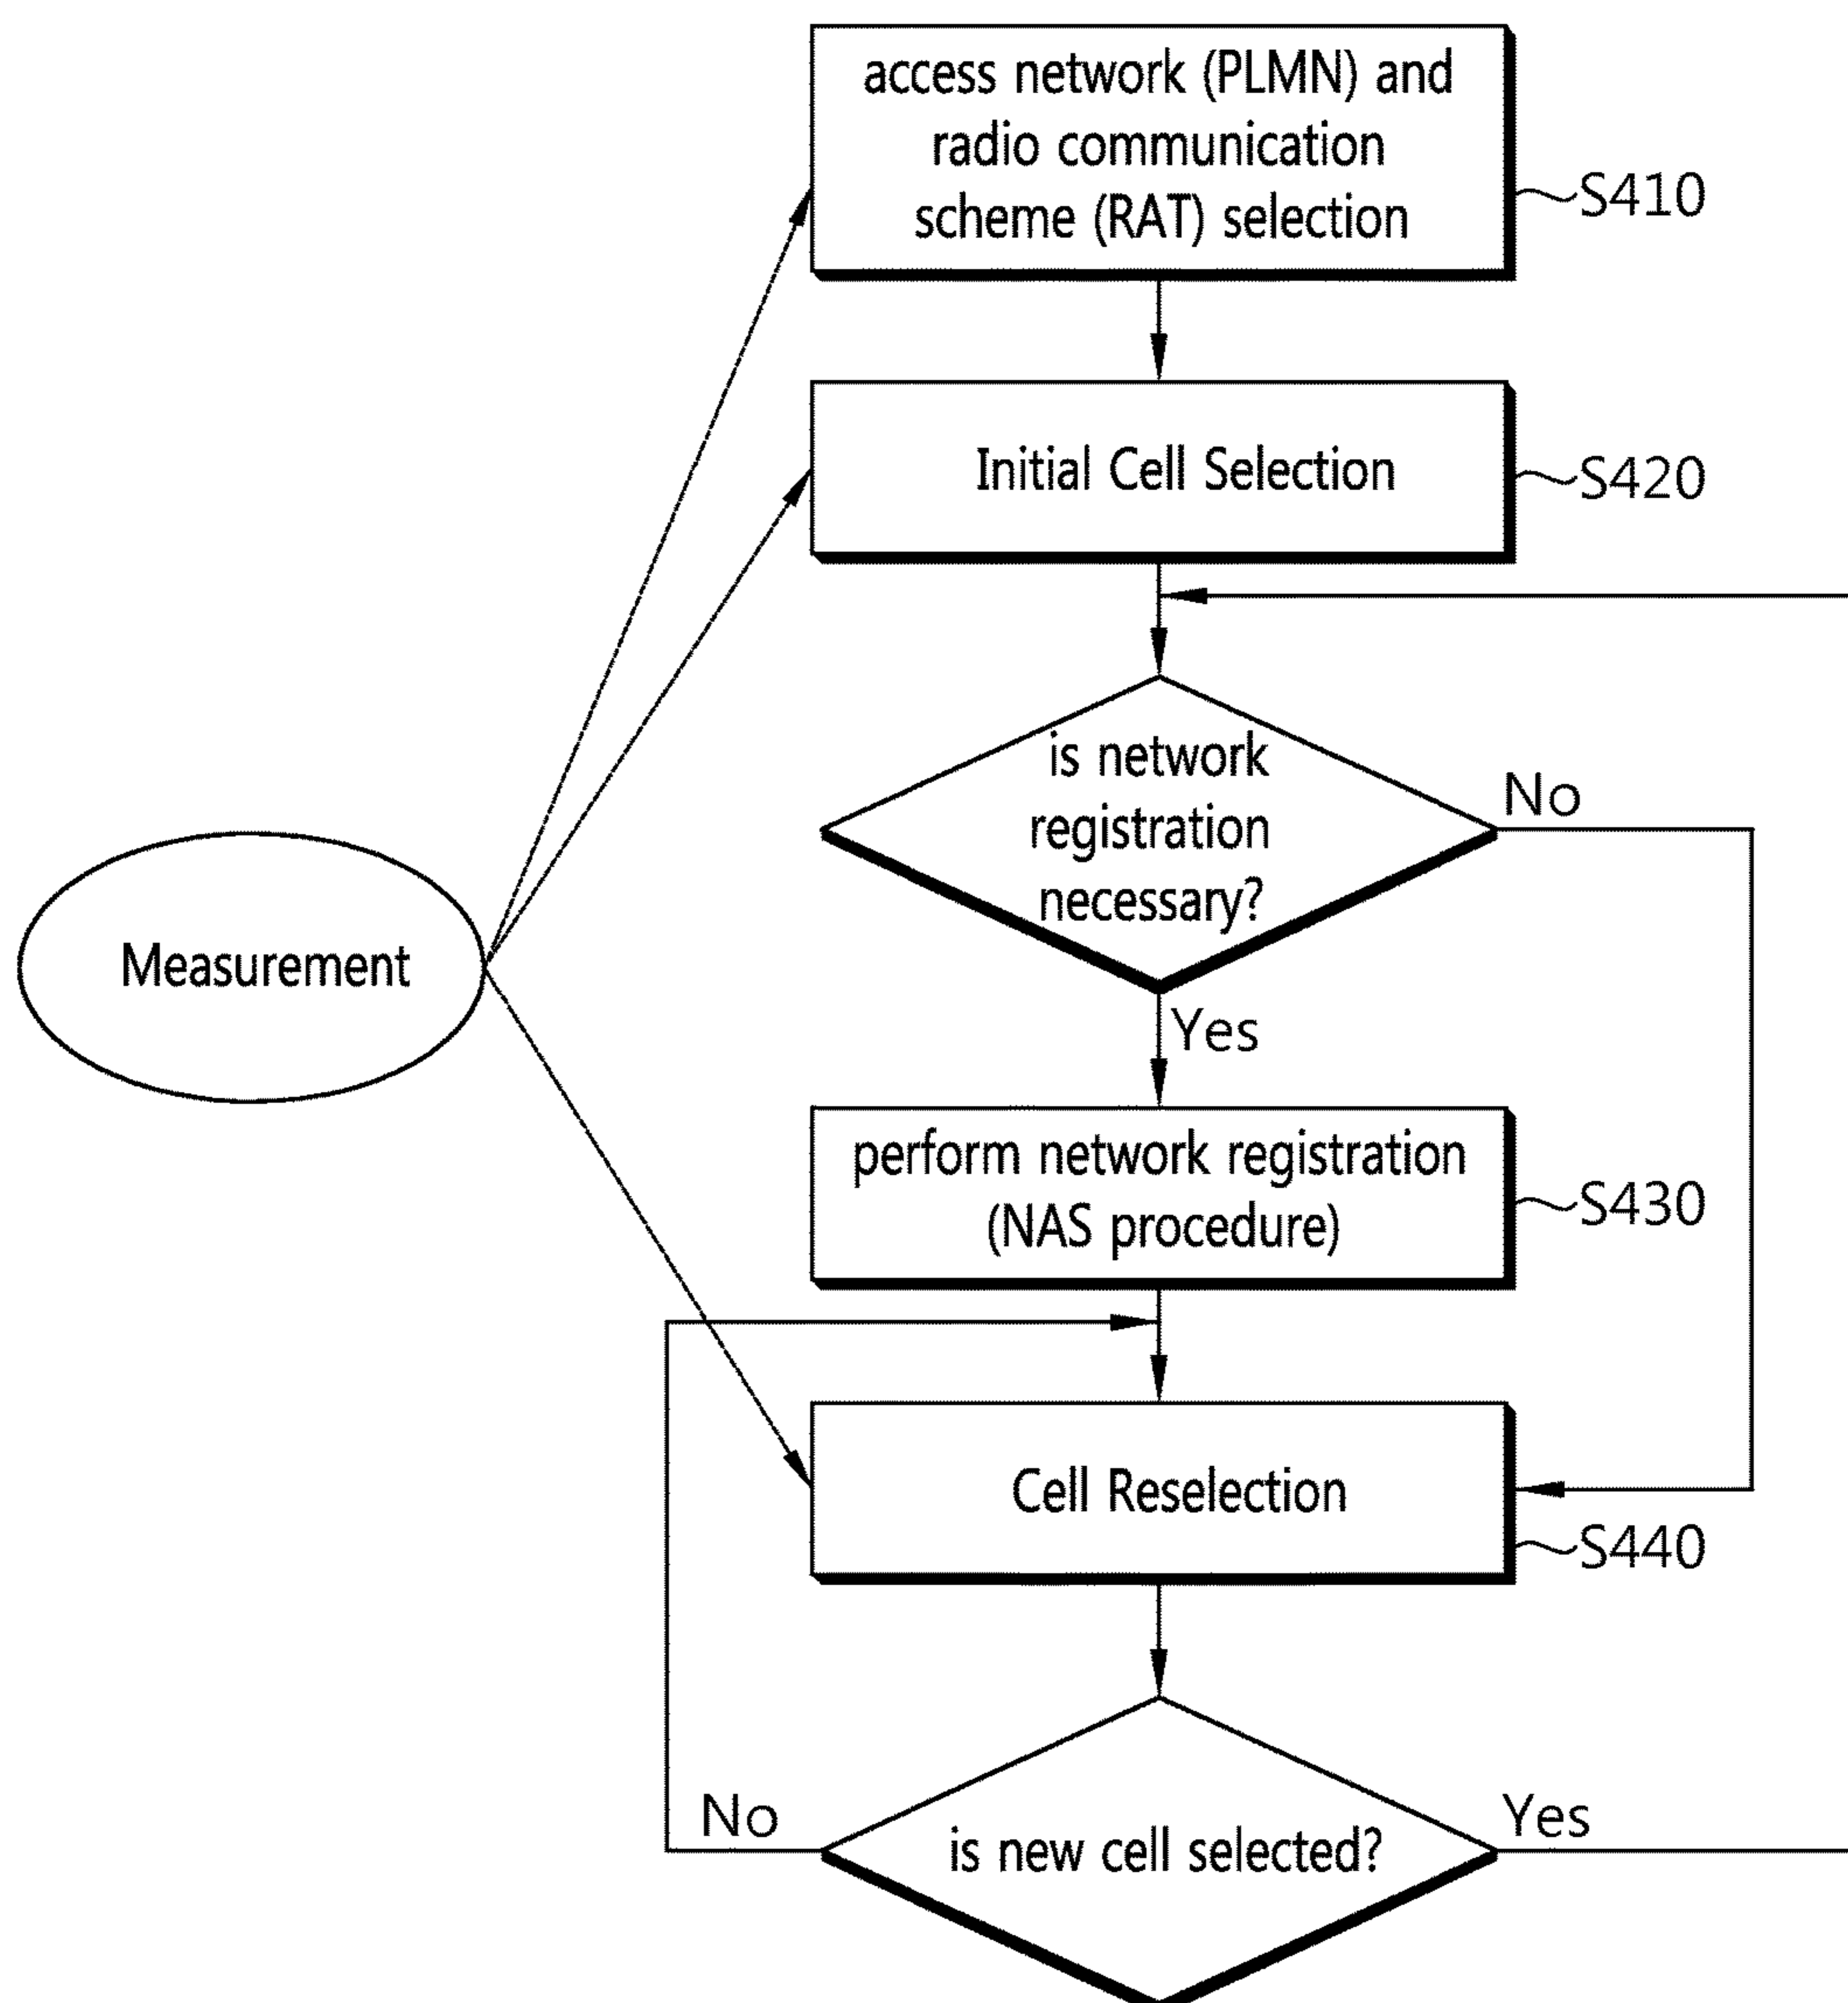 access network (PLMN) and
radio communication
scheme (RAT) selection
S410
Initial Cell Selection
S420
is network
registration
necessary?
No
Yes
Measurement
perform network registration
(NAS procedure)
S430
Cell Reselection
S440
No
is new cell selected?
Yes